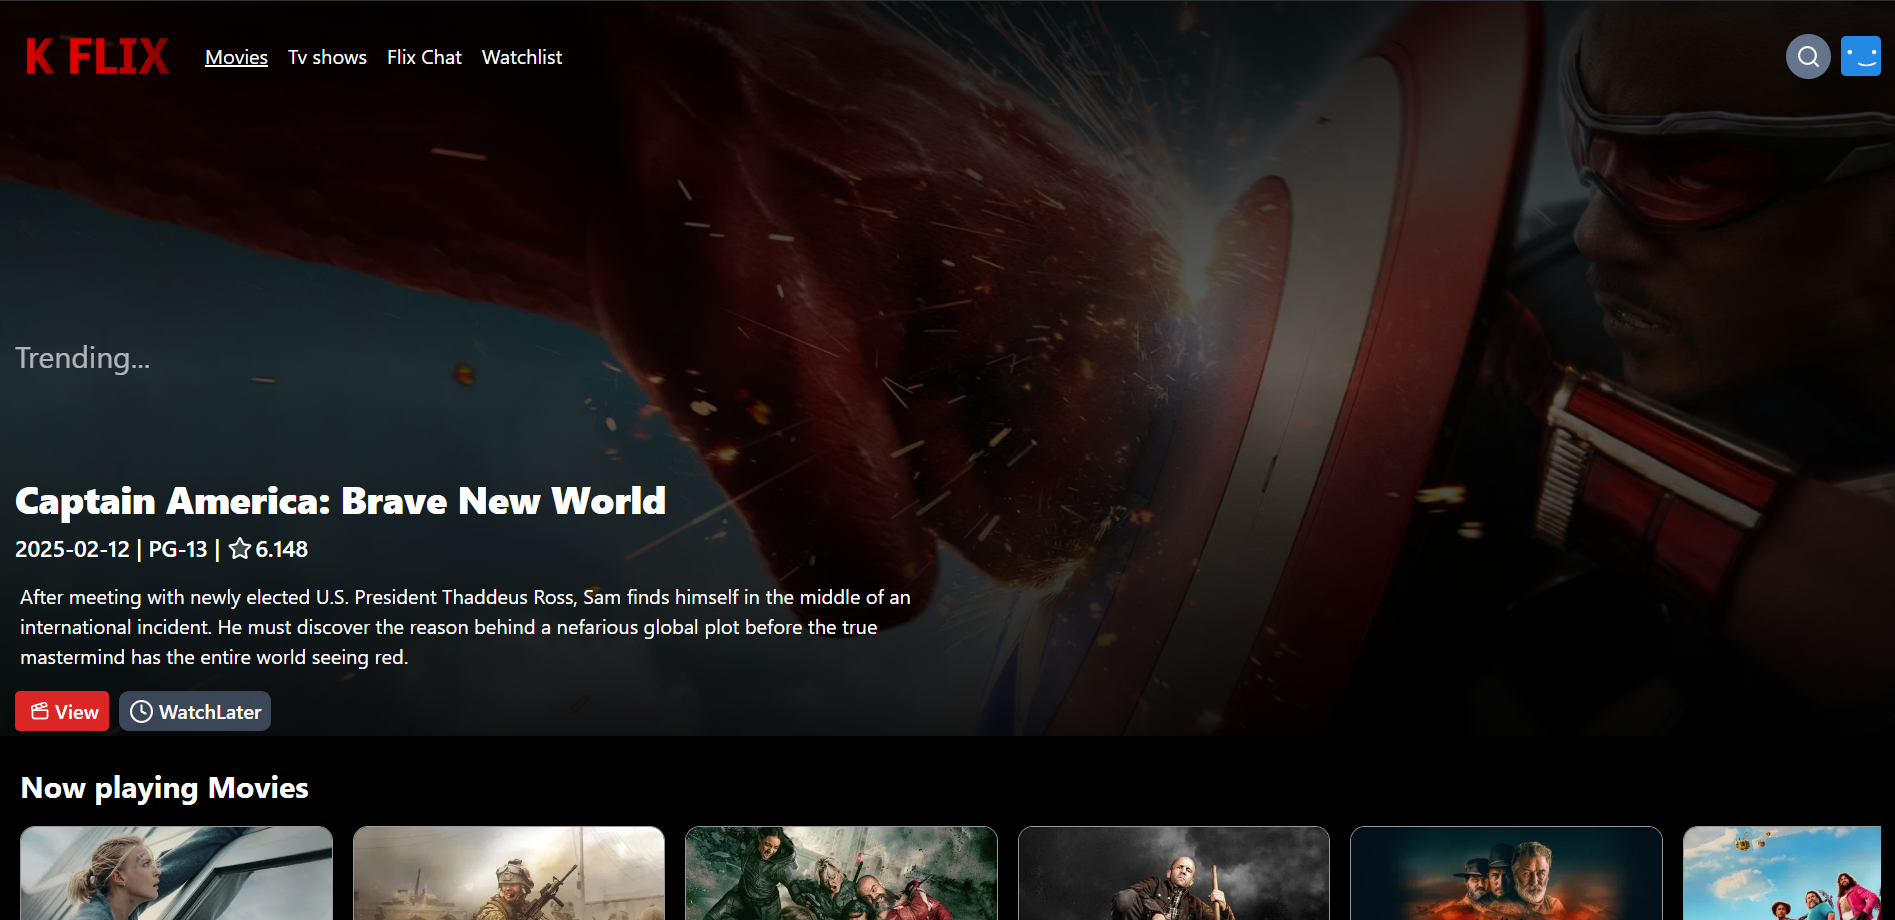 K FLIX
Movies Tv shows Flix Chat Watchlist
Trending...
Captain America: Brave New World
2025-02-12 | PG-13 | 6.148
After meeting with newly elected U.S. President Thaddeus Ross, Sam finds himself in the middle of an
international incident. He must discover the reason behind a nefarious global plot before the true
mastermind has the entire world seeing red.
View WatchLater
Now playing Movies